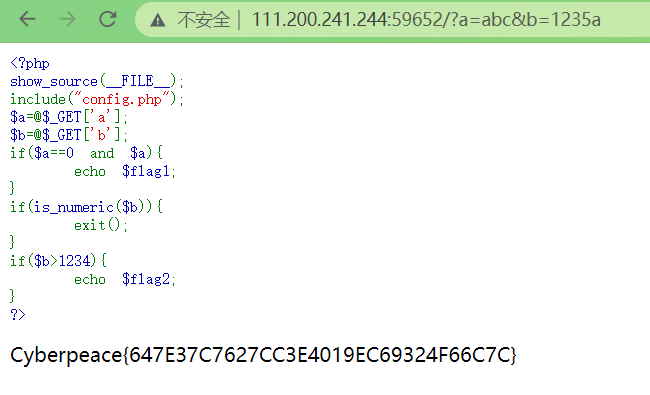 不安全 | 111.200.241.244:59652/?a=abc&b=1235a
<?php
show_source(__FILE__);
include("config.php");
$a=@$_GET['a'];
$b=@$_GET['b'];
if($a==0 and $a){
echo $flag1;
}
if(is_numeric($b)){
exit();
}
if($b>1234){
echo $flag2;
}
?>
Cyberpeace{647E37C7627CC3E4019EC69324F66C7C}